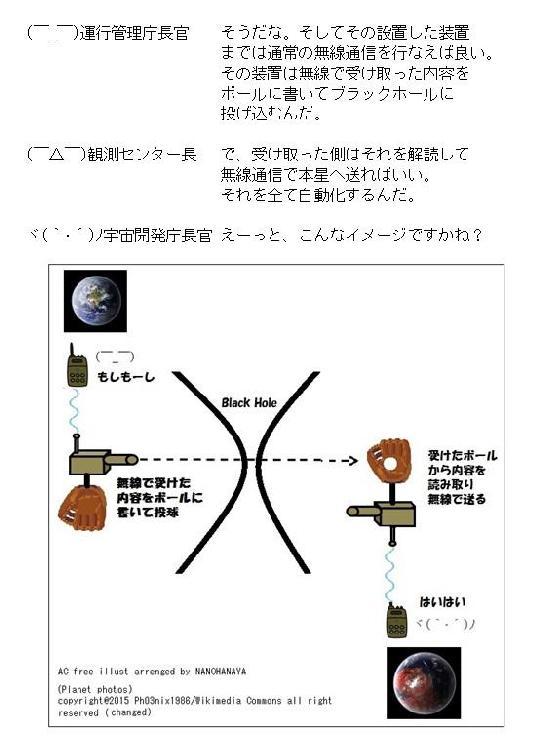 (￣_￣)運行管理庁長官 そうだな。そしてその設置した装置
までは通常の無線通信を行なえば良い。
その装置は無線で受け取った内容を
ボールに書いてブラックホールに
投げ込むんだ。
(￣△￣)観測センター長 で、受け取った側はそれを解読して
無線通信で本星へ送ればいい。
それを全て自動化するんだ。
ヾ(｀・´)ﾉ宇宙開発庁長官 えーっと、こんなイメージですかね？
(￣_￣)
もしもーし
Black Hole
無線で受けた
内容をボールに
書いて投球
受けたボール
から内容を
読み取り
無線で送る
はいはい
ヾ(｀・´)ﾉ
AC free illust arranged by NANOHANAYA
(Planet photos)
copyright©2015 Ph03nix1986/Wikimedia Commons all right
reserved (changed)